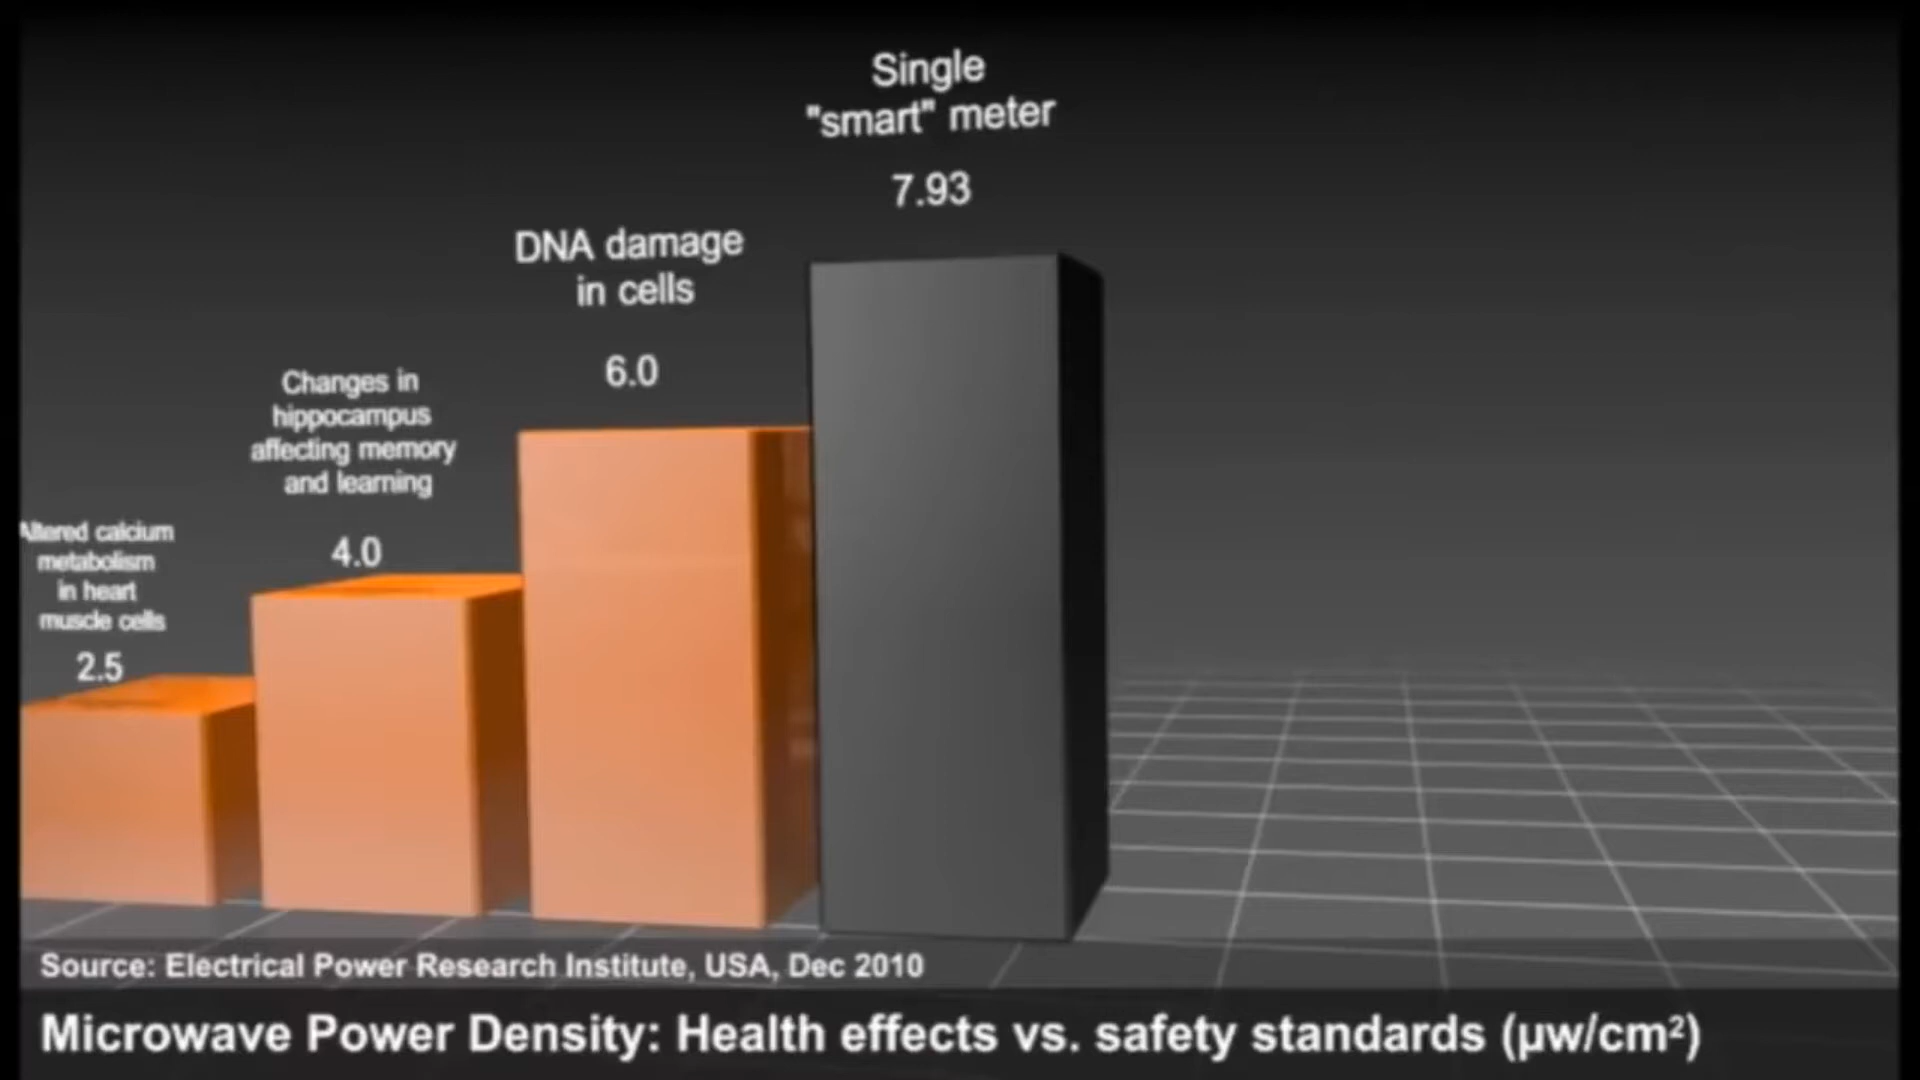 Single
"smart" meter
7.93
DNA damage
in cells
6.0
Changes in
hippocampus
affecting memory
and learning
4.0
Altered calcium
metabolism
in heart
muscle cells
2.5
Source: Electrical Power Research Institute, USA, Dec 2010
Microwave Power Density: Health effects vs. safety standards (µw/cm²)